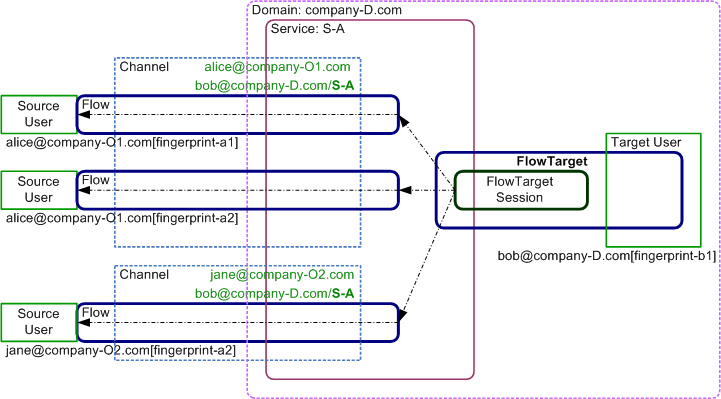 Domain: company-D.com
Service: S-A
Channel
alice@company-O1.com
bob@company-D.com/S-A
Source
User
Flow
alice@company-O1.com[fingerprint-a1]
Target User
FlowTarget
FlowTarget
Session
bob@company-D.com[fingerprint-b1]
Source
User
Flow
alice@company-O1.com[fingerprint-a2]
Channel
jane@company-O2.com
bob@company-D.com/S-A
Source
User
Flow
jane@company-O2.com[fingerprint-a2]